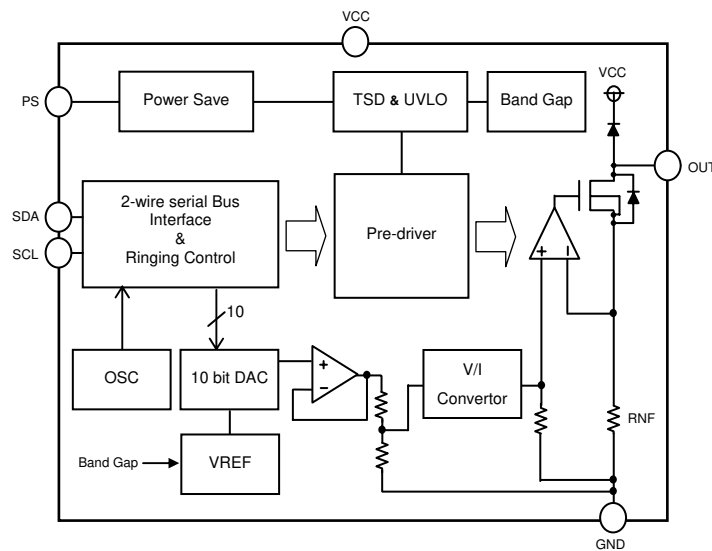 VCC
VCC
PS
Power Save
TSD & UVLO
Band Gap
OUT
SDA
SCL
2-wire serial Bus
Interface
&
Ringing Control
Pre-driver
+
–
10
OSC
10 bit DAC
+
–
V/I
Convertor
RNF
Band Gap
VREF
GND